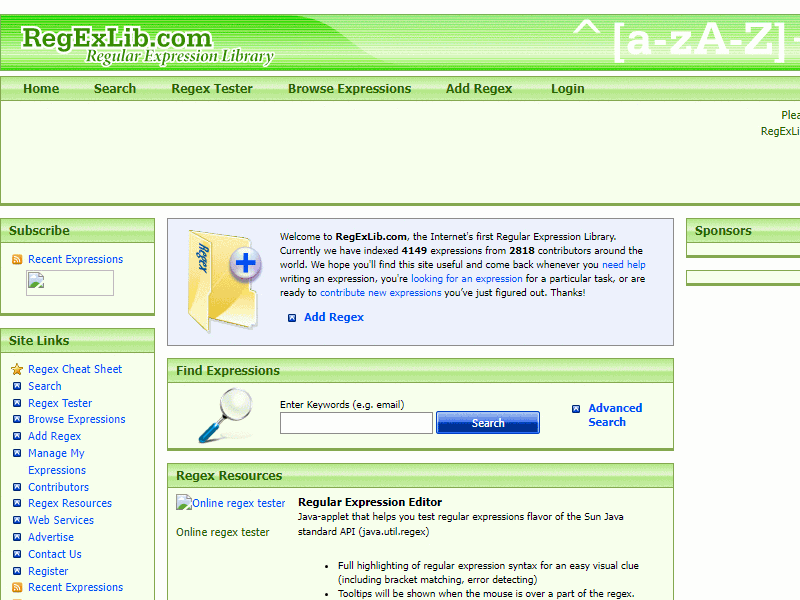 RegExLib.com
Regular Expression Library
^ [a-zA-Z]
Home Search Regex Tester Browse Expressions Add Regex Login
Subscribe
Recent Expressions
Site Links
Regex Cheat Sheet
Search
Regex Tester
Browse Expressions
Add Regex
Manage My
Expressions
Contributors
Regex Resources
Web Services
Advertise
Contact Us
Register
Recent Expressions
Regex
Welcome to RegExLib.com, the Internet's first Regular Expression Library.
Currently we have indexed 4149 expressions from 2818 contributors around the
world. We hope you'll find this site useful and come back whenever you need help
writing an expression, you're looking for an expression for a particular task, or are
ready to contribute new expressions you've just figured out. Thanks!
Add Regex
Find Expressions
Enter Keywords (e.g. email)
Search
Advanced
Search
Regex Resources
Online regex tester
Online regex tester
Regular Expression Editor
Java-applet that helps you test regular expressions flavor of the Sun Java
standard API (java.util.regex)
Full highlighting of regular expression syntax for an easy visual clue
(including bracket matching, error detecting)
Tooltips will be shown when the mouse is over a part of the regex.
Sponsors